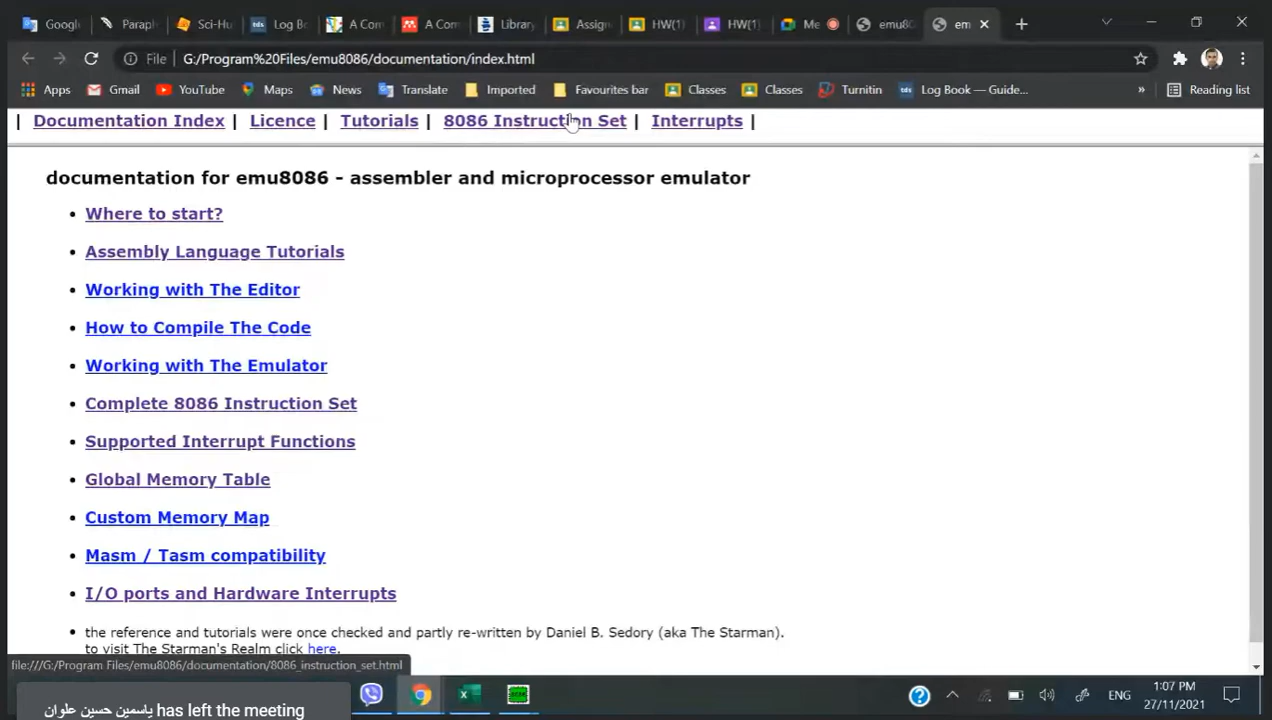 Googl
Paraph
Sci-Hu
Log Bo
A Com
A Com
Library
Assign
HW(1)
HW(1)
Me
emu80
em
File
G:/Program%20Files/emu8086/documentation/index.html
Apps
Gmail
YouTube
Maps
News
Translate
Imported
Favourites bar
Classes
Classes
Turnitin
tds
Log Book — Guide...
»
Reading list
| Documentation Index | Licence | Tutorials | 8086 Instruction Set | Interrupts |
documentation for emu8086 - assembler and microprocessor emulator
• Where to start?
• Assembly Language Tutorials
• Working with The Editor
• How to Compile The Code
• Working with The Emulator
• Complete 8086 Instruction Set
• Supported Interrupt Functions
• Global Memory Table
• Custom Memory Map
• Masm / Tasm compatibility
• I/O ports and Hardware Interrupts
• the reference and tutorials were once checked and partly re-written by Daniel B. Sedory (aka The Starman).
to visit The Starman's Realm click here.
file:///G:/Program Files/emu8086/documentation/8086_instruction_set.html
ياسمين حسين علوان has left the meeting
ENG
1:07 PM
27/11/2021